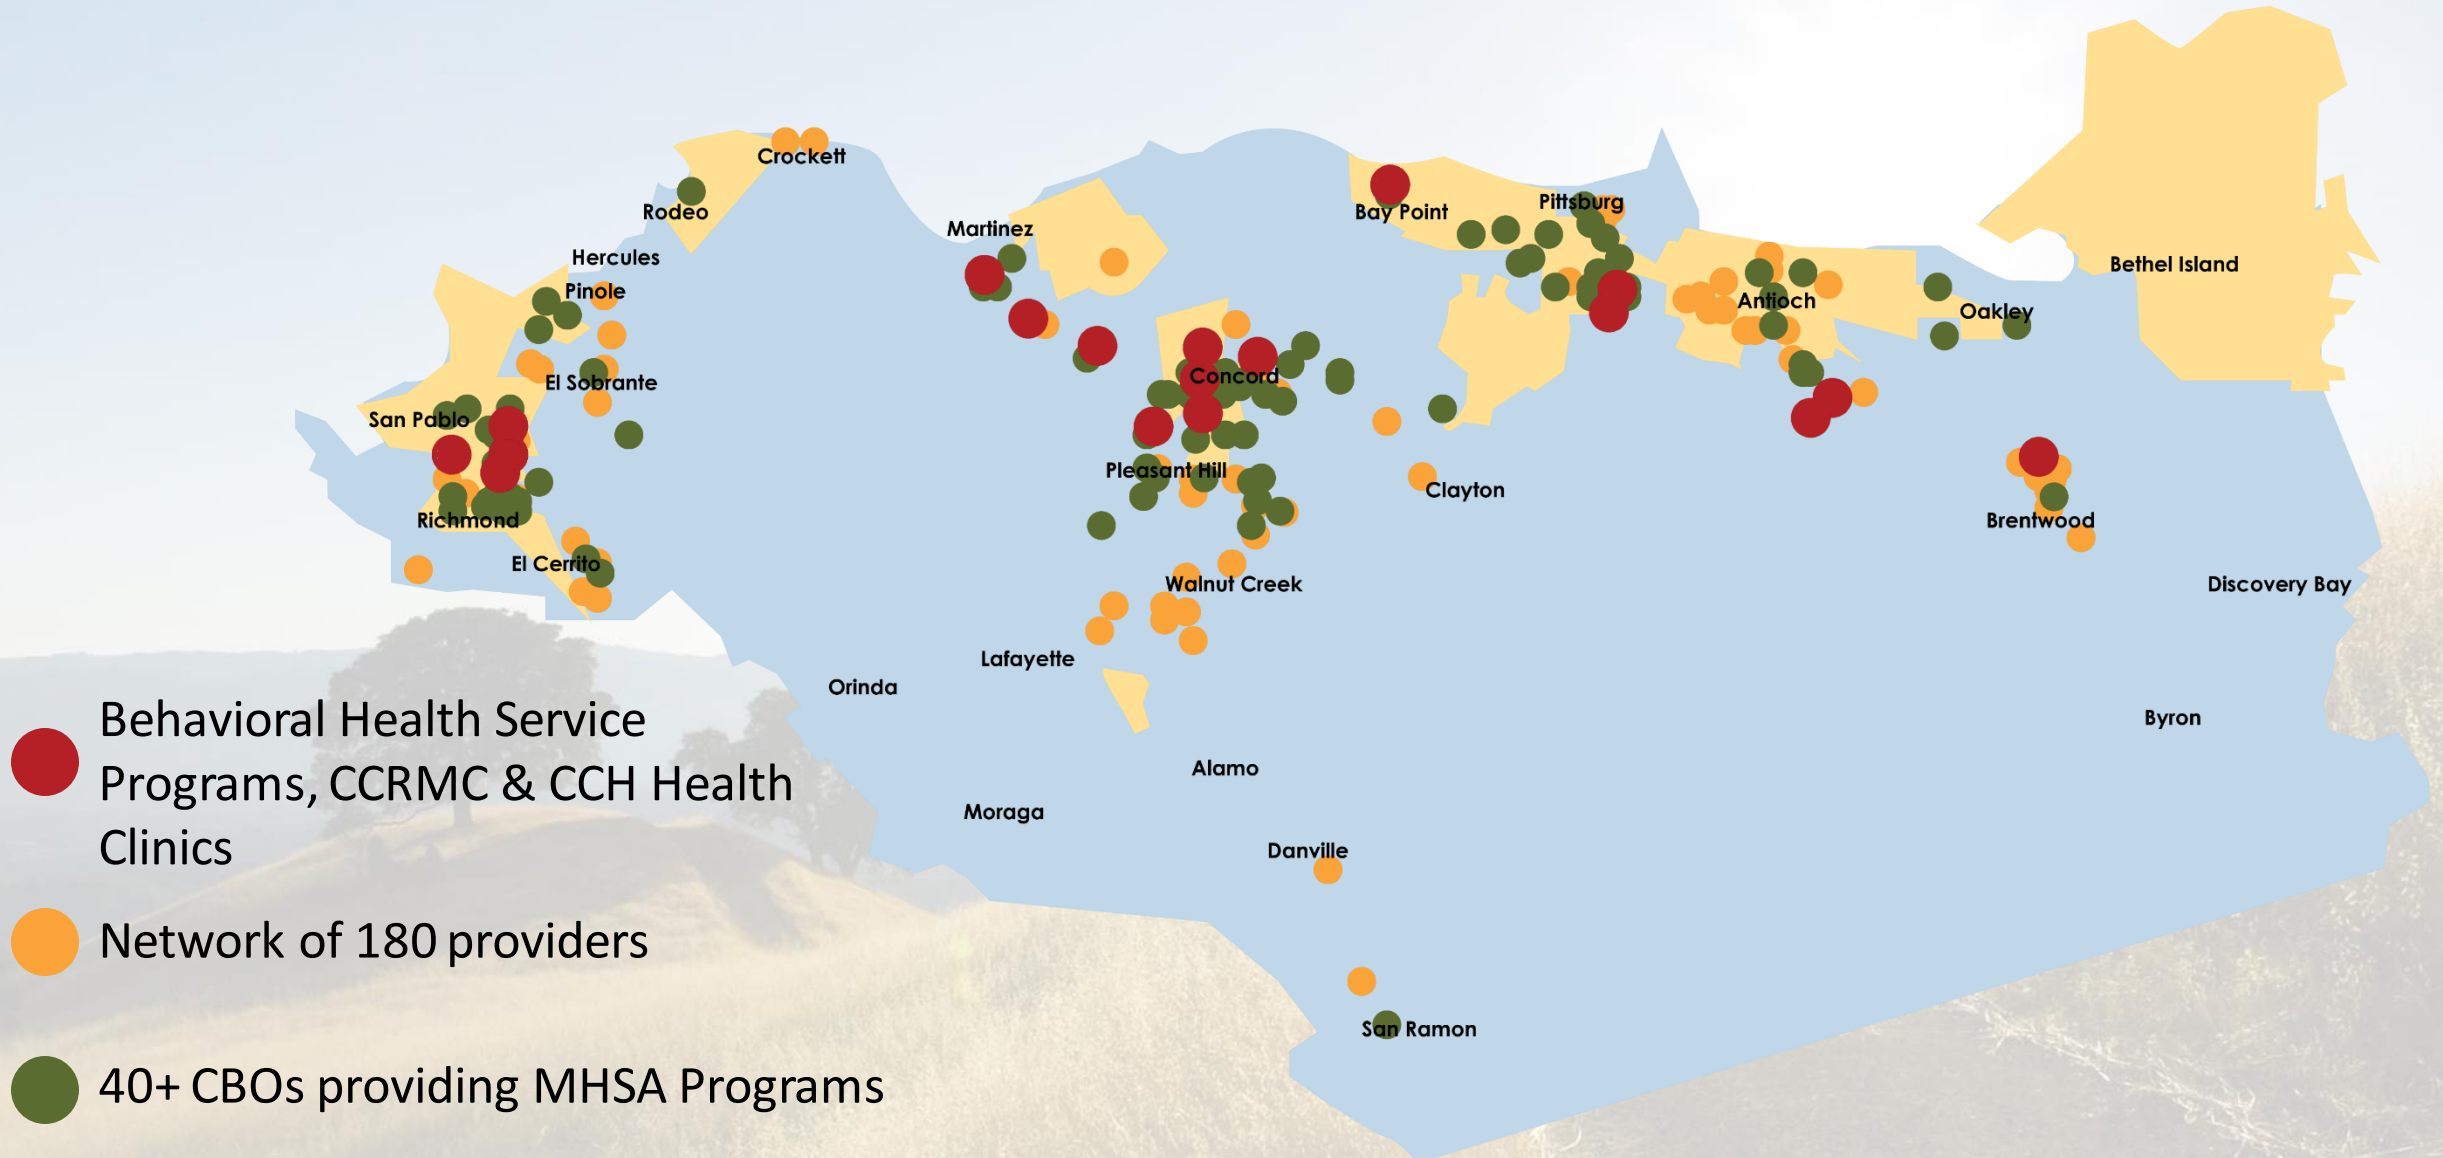 Crockett
Rodeo
Bay Point
Pittsburg
Martinez
Hercules
Bethel Island
Pinole
Antioch
Oakley
El Sobrante
Concord
San Pablo
Pleasant Hill
Clayton
Richmond
Brentwood
El Cerrito
Walnut Creek
Discovery Bay
Lafayette
Orinda
Byron
Alamo
Moraga
Danville
San Ramon
Behavioral Health Service
Programs, CCRMC & CCH Health
Clinics
Network of 180 providers
40+ CBOs providing MHSA Programs